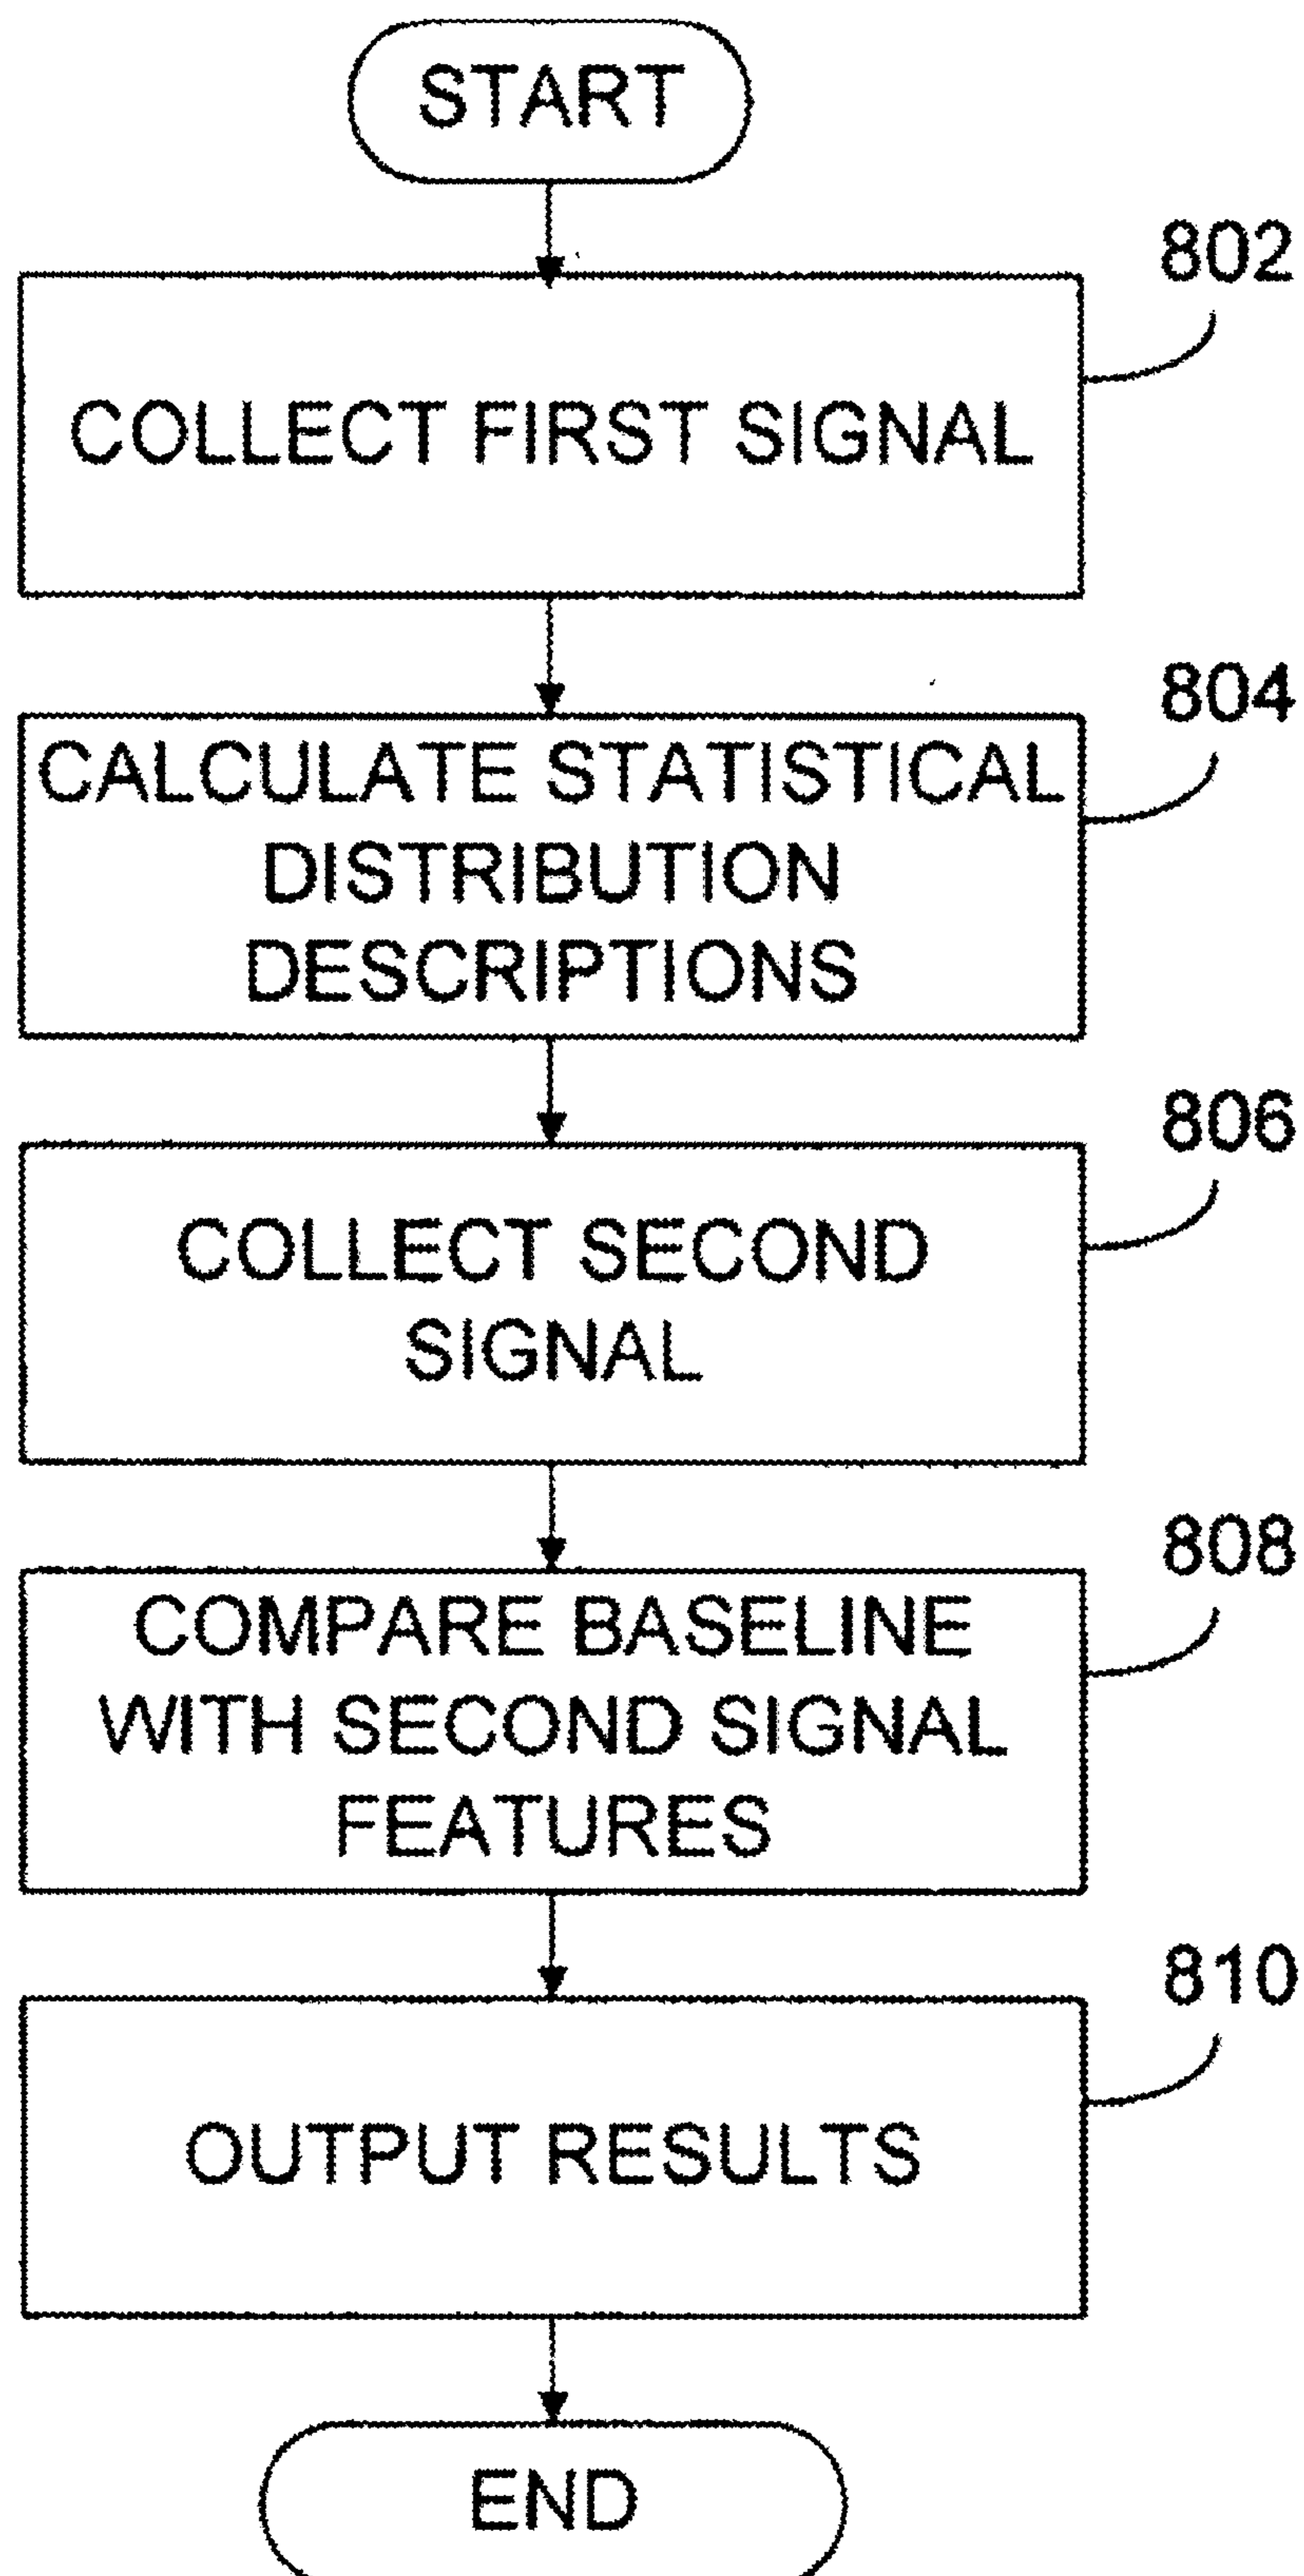 START
802
COLLECT FIRST SIGNAL
804
CALCULATE STATISTICAL
DISTRIBUTION
DESCRIPTIONS
806
COLLECT SECOND
SIGNAL
808
COMPARE BASELINE
WITH SECOND SIGNAL
FEATURES
810
OUTPUT RESULTS
END